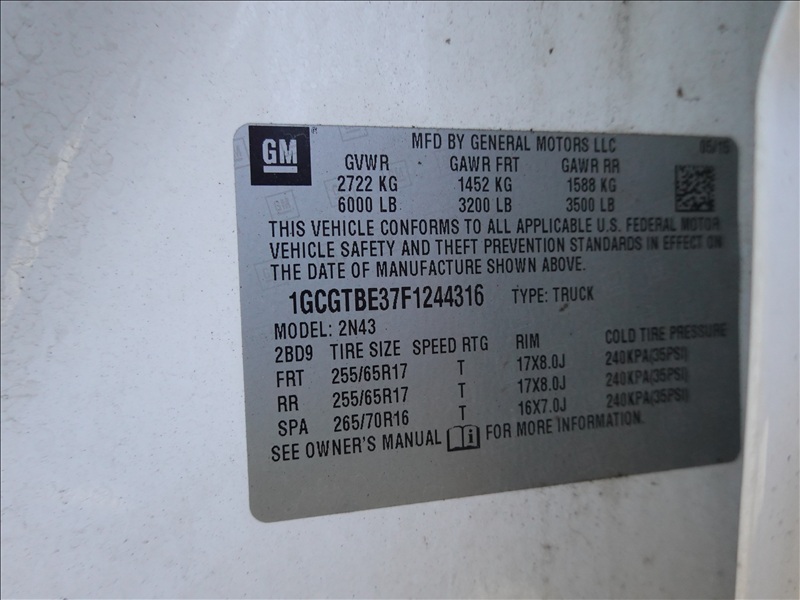 GM
MFD BY GENERAL MOTORS LLC 05/15
GVWR GAWR FRT GAWR RR
2722 KG 1452 KG 1588 KG
6000 LB 3200 LB 3500 LB
THIS VEHICLE CONFORMS TO ALL APPLICABLE U.S. FEDERAL MOTOR
VEHICLE SAFETY AND THEFT PREVENTION STANDARDS IN EFFECT ON
THE DATE OF MANUFACTURE SHOWN ABOVE.
1GCGTBE37F1244316 TYPE: TRUCK
MODEL: 2N43
2BD9 TIRE SIZE SPEED RTG RIM COLD TIRE PRESSURE
FRT 255/65R17 T 17X8.0J 240KPA(35PSI)
RR 255/65R17 T 17X8.0J 240KPA(35PSI)
SPA 265/70R16 T 16X7.0J 240KPA(35PSI)
SEE OWNER'S MANUAL FOR MORE INFORMATION.